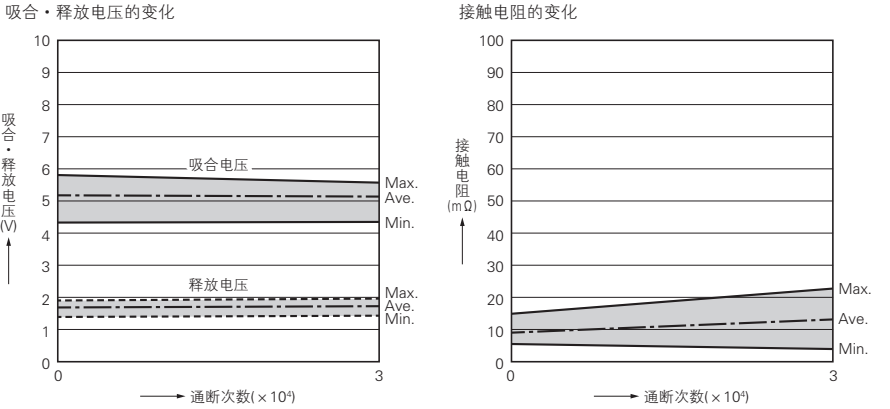 吸合・释放电压的变化
10
9
8
7
6
5
4
3
2
1
0
吸合・释放电压(V)
吸合电压
Max.
Ave.
Min.
释放电压
Max.
Ave.
Min.
0
3
通断次数(×10⁴)
接触电阻的变化
100
90
80
70
60
50
40
30
20
10
0
接触电阻(mΩ)
Max.
Ave.
Min.
0
3
通断次数(×10⁴)